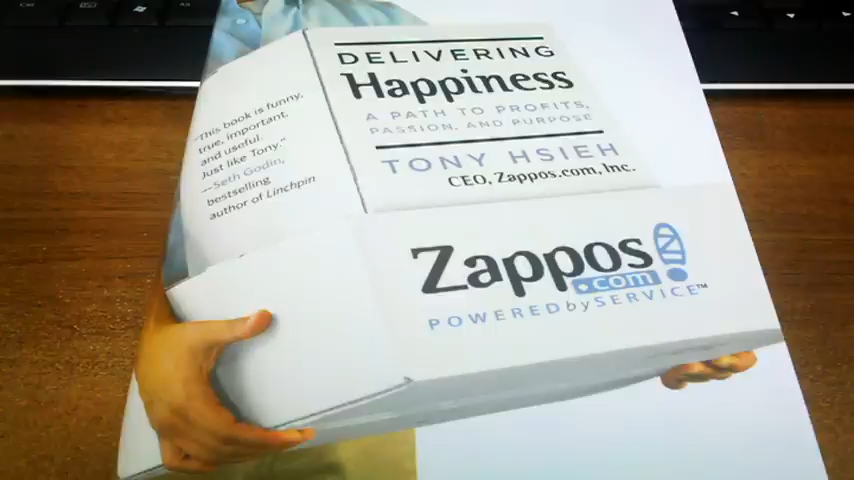 DELIVERING
Happiness
A PATH TO PROFITS,
PASSION, AND PURPOSE
TONY HSIEH
CEO, Zappos.com, Inc.
"This book is funny,
true, important,
and useful.
Just like Tony."
—Seth Godin,
bestselling
author of Linchpin
Zappos
.com
POWERED by SERVICE™